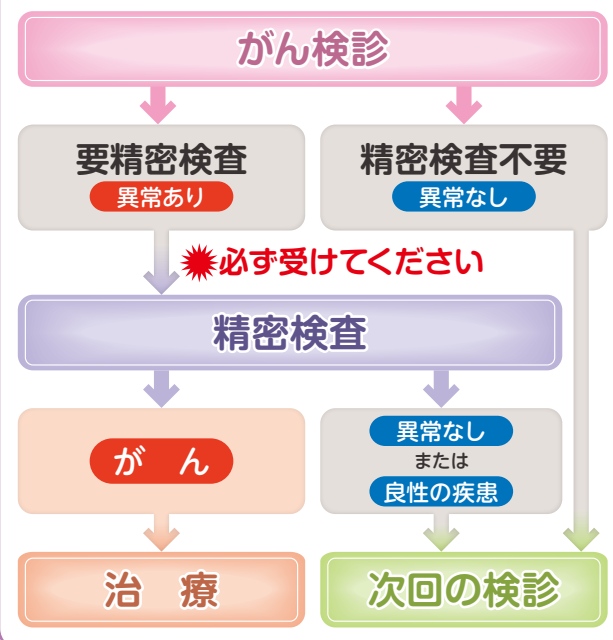 がん検診
要精密検査
異常あり
精密検査不要
異常なし
必ず受けてください
精密検査
がん
異常なし
または
良性の疾患
治療
次回の検診